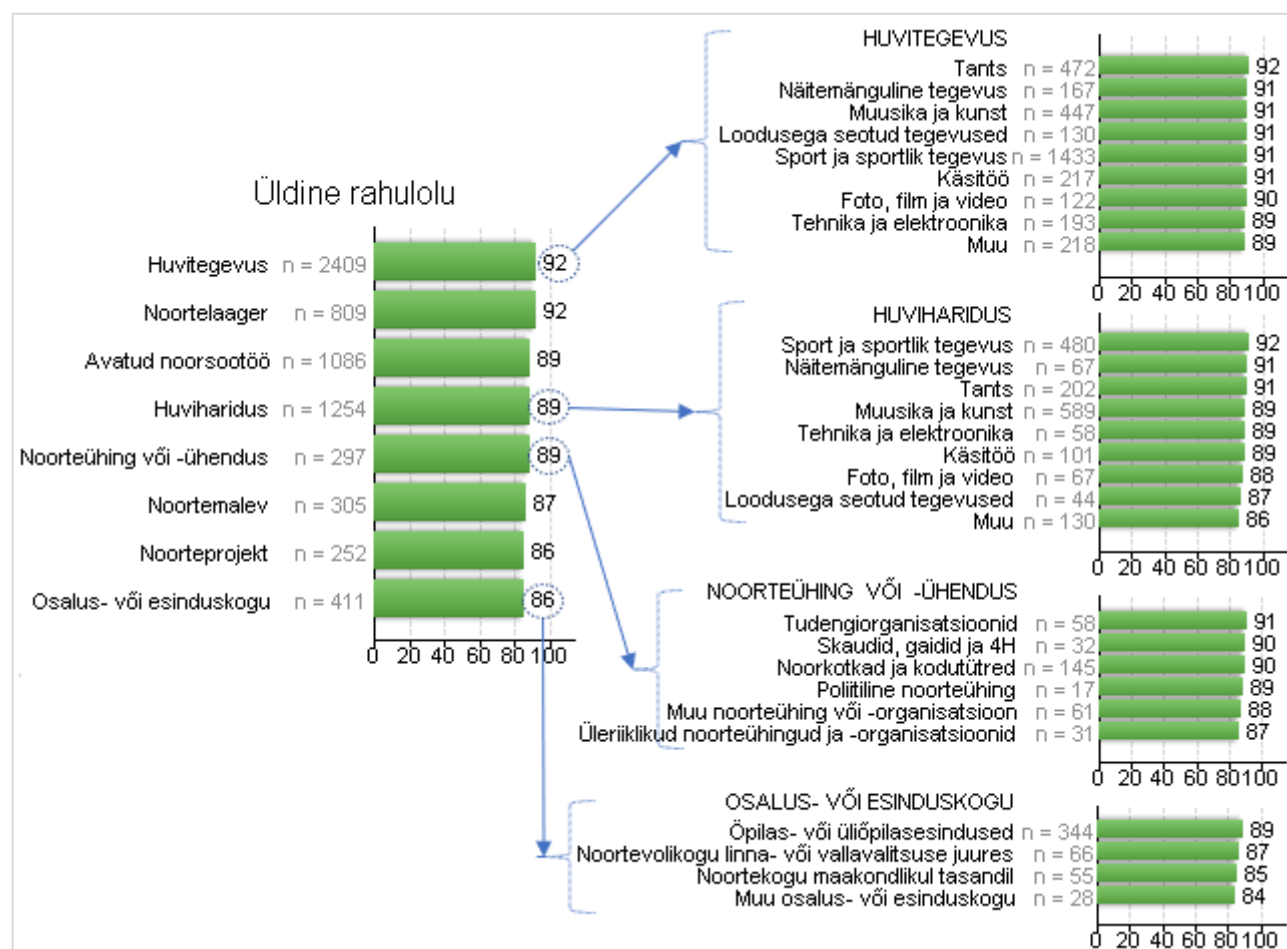 Üldine rahulolu
Huvitegevus n = 2409 92
Noortelaager n = 809 92
Avatud noorsootöö n = 1086 89
Huviharidus n = 1254 89
Noorteühing või -ühendus n = 297 89
Noortemalev n = 305 87
Noorteprojekt n = 252 86
Osalus- või esinduskogu n = 411 86
0 20 40 60 80 100
HUVITEGEVUS
Tants n = 472 92
Näitemänguline tegevus n = 167 91
Muusika ja kunst n = 447 91
Loodusega seotud tegevused n = 130 91
Sport ja sportlik tegevus n = 1433 91
Käsitöö n = 217 91
Foto, film ja video n = 122 90
Tehnika ja elektroonika n = 193 89
Muu n = 218 89
0 20 40 60 80 100
HUVIHARIDUS
Sport ja sportlik tegevus n = 480 92
Näitemänguline tegevus n = 67 91
Tants n = 202 91
Muusika ja kunst n = 589 89
Tehnika ja elektroonika n = 58 89
Käsitöö n = 101 89
Foto, film ja video n = 67 88
Loodusega seotud tegevused n = 44 87
Muu n = 130 86
0 20 40 60 80 100
NOORTEÜHING VÕI -ÜHENDUS
Tudengiorganisatsioonid n = 58 91
Skaudid, gaidid ja 4H n = 32 90
Noorkotkad ja kodutütred n = 145 90
Poliitiline noorteühing n = 17 89
Muu noorteühing või -organisatsioon n = 61 88
Üleriiklikud noorteühingud ja -organisatsioonid n = 31 87
0 20 40 60 80 100
OSALUS- VÕI ESINDUSKOGU
Õpilas- või üliõpilasesindused n = 344 89
Noortevolikogu linna- või vallavalitsuse juures n = 66 87
Noortekogu maakondlikul tasandil n = 55 85
Muu osalus- või esinduskogu n = 28 84
0 20 40 60 80 100